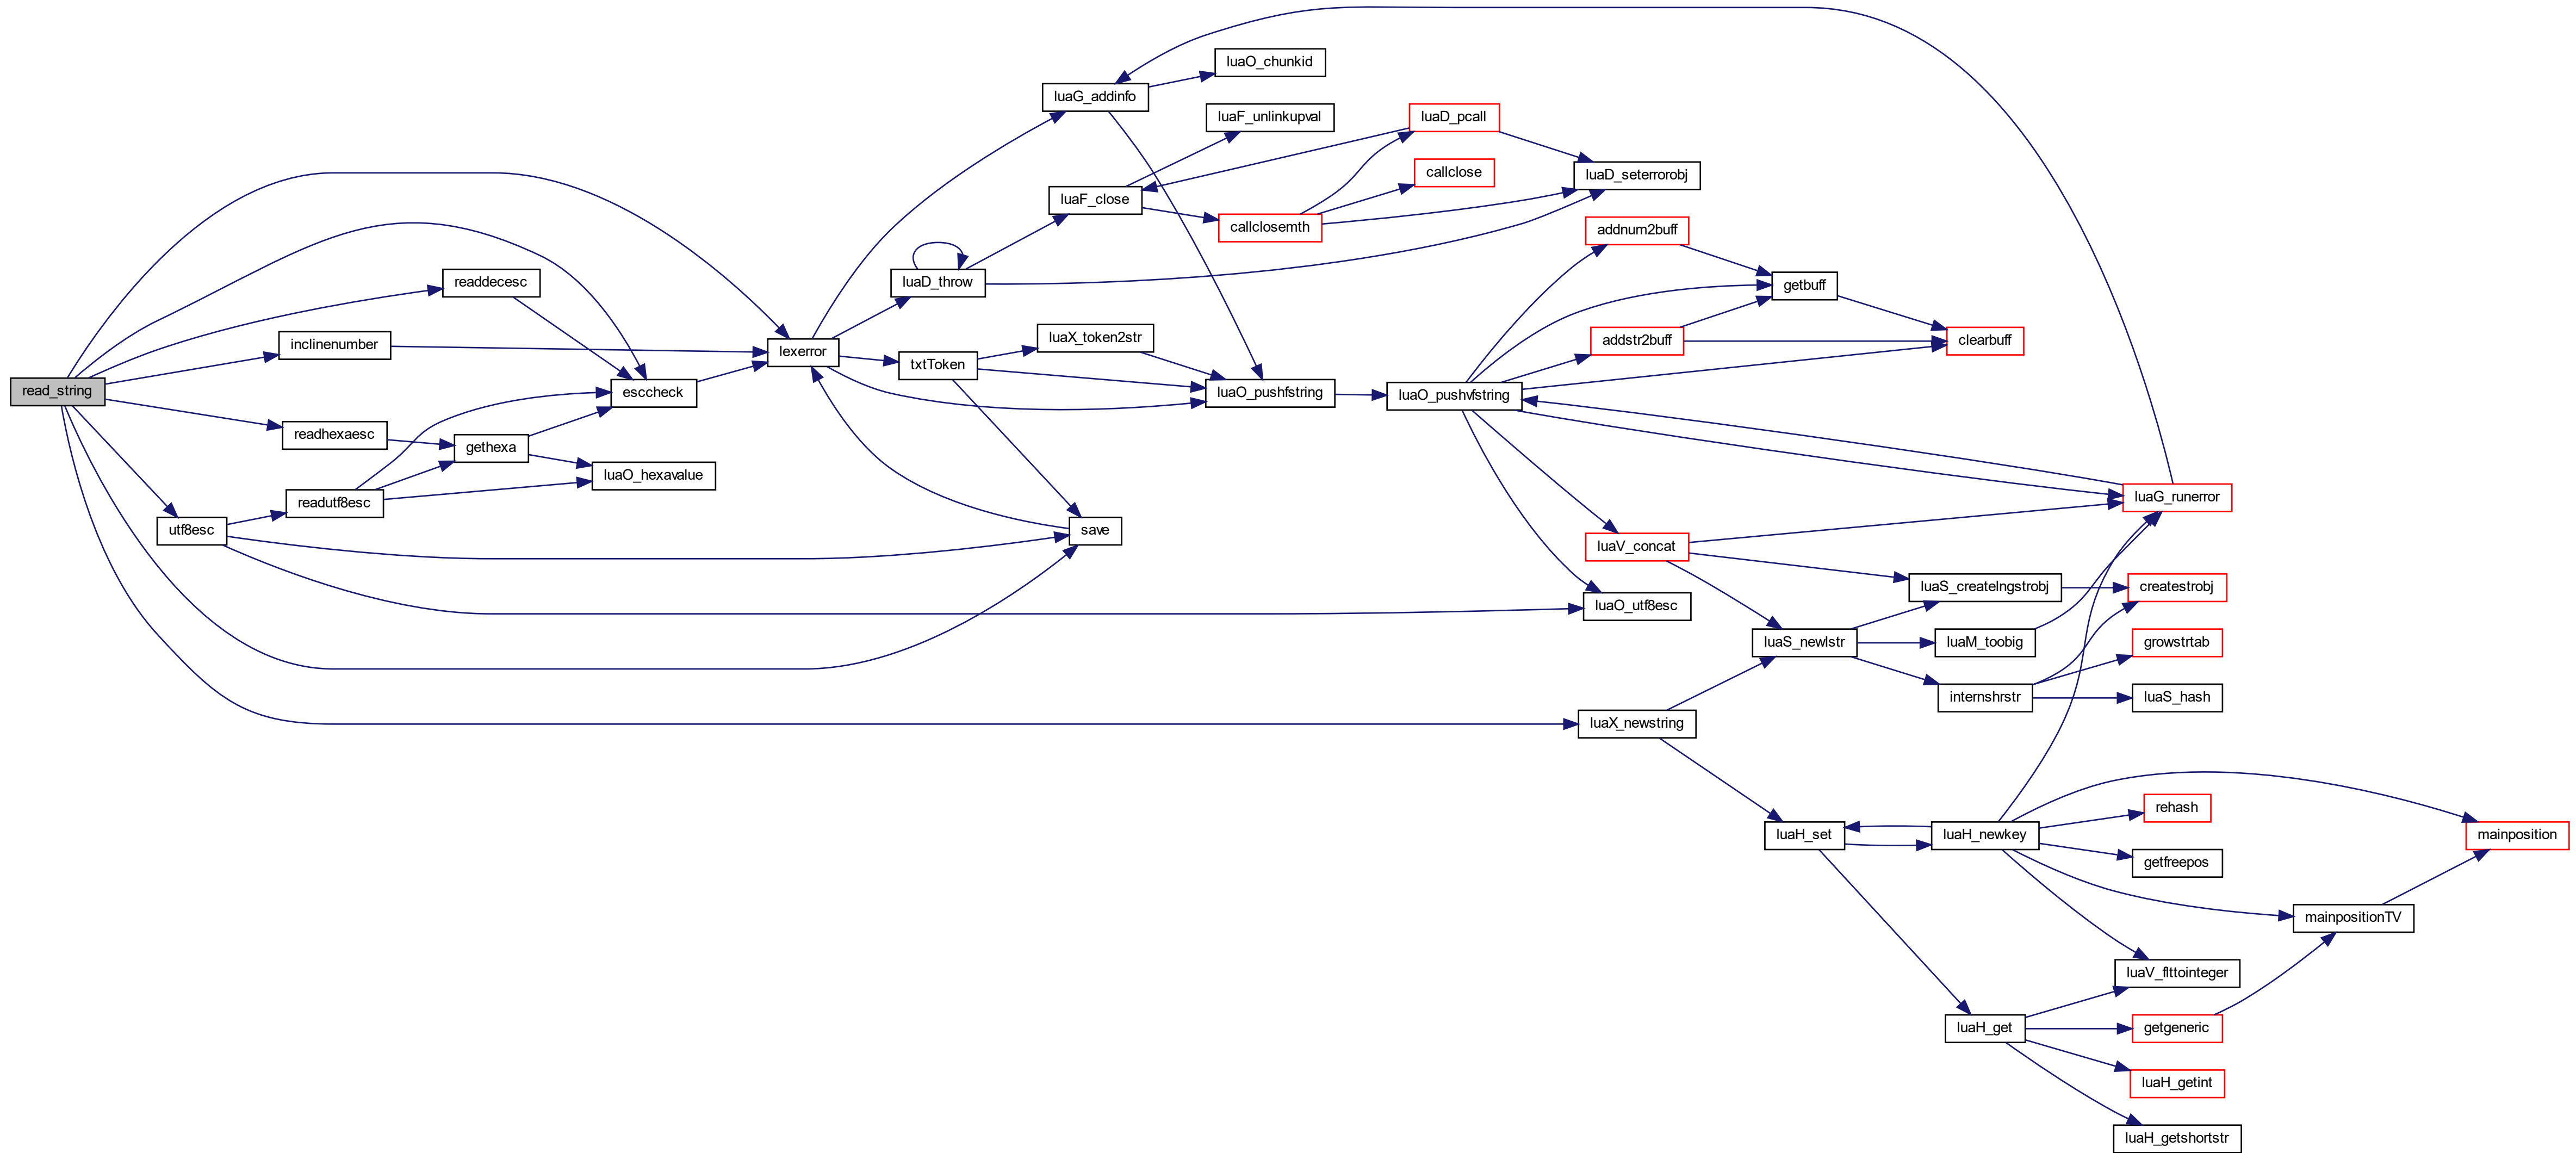 read_string
utf8esc
inclinenumber
readhexaesc
readutf8esc
readdecesc
gethexa
esccheck
luaO_hexavalue
lexerror
luaD_throw
txtToken
luaG_addinfo
luaF_close
luaX_token2str
save
luaO_chunkid
luaF_unlinkupval
callclosemth
luaO_pushfstring
luaD_pcall
callclose
luaO_pushvfstring
luaD_seterrorobj
addnum2buff
addstr2buff
luaV_concat
luaO_utf8esc
luaX_newstring
getbuff
luaS_newlstr
luaH_set
clearbuff
luaS_createlngstrobj
luaM_toobig
internshrstr
luaH_newkey
luaH_get
luaG_runerror
createstrobj
growstrtab
luaS_hash
rehash
getfreepos
luaV_flttointeger
getgeneric
luaH_getint
luaH_getshortstr
mainpositionTV
mainposition